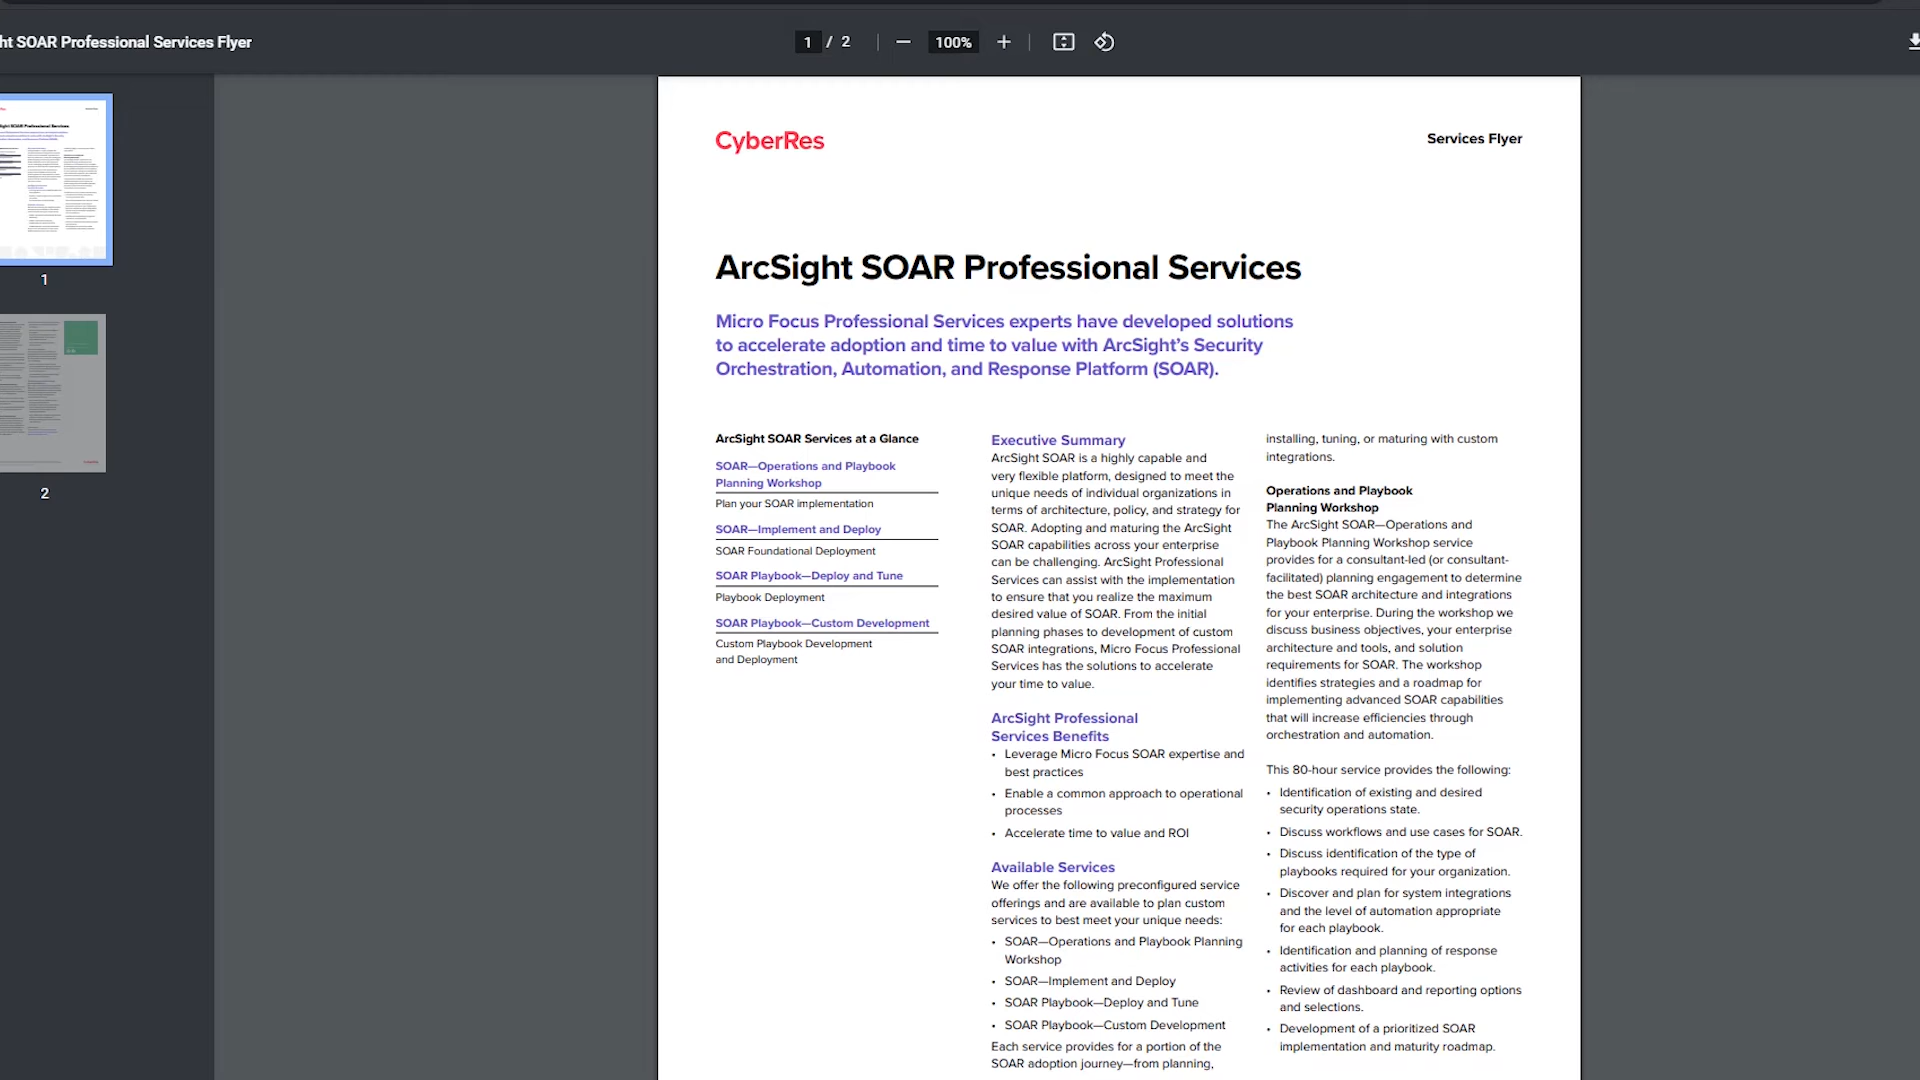 ht SOAR Professional Services Flyer
1 / 2
100%
1
2
CyberRes
Services Flyer
ArcSight SOAR Professional Services
Micro Focus Professional Services experts have developed solutions
to accelerate adoption and time to value with ArcSight's Security
Orchestration, Automation, and Response Platform (SOAR).
ArcSight SOAR Services at a Glance
SOAR—Operations and Playbook
Planning Workshop
Plan your SOAR implementation
SOAR—Implement and Deploy
SOAR Foundational Deployment
SOAR Playbook—Deploy and Tune
Playbook Deployment
SOAR Playbook—Custom Development
Custom Playbook Development
and Deployment
Executive Summary
ArcSight SOAR is a highly capable and
very flexible platform, designed to meet the
unique needs of individual organizations in
terms of architecture, policy, and strategy for
SOAR. Adopting and maturing the ArcSight
SOAR capabilities across your enterprise
can be challenging. ArcSight Professional
Services can assist with the implementation
to ensure that you realize the maximum
desired value of SOAR. From the initial
planning phases to development of custom
SOAR integrations, Micro Focus Professional
Services has the solutions to accelerate
your time to value.
ArcSight Professional
Services Benefits
• Leverage Micro Focus SOAR expertise and
best practices
• Enable a common approach to operational
processes
• Accelerate time to value and ROI
Available Services
We offer the following preconfigured service
offerings and are available to plan custom
services to best meet your unique needs:
• SOAR—Operations and Playbook Planning
Workshop
• SOAR—Implement and Deploy
• SOAR Playbook—Deploy and Tune
• SOAR Playbook—Custom Development
Each service provides for a portion of the
SOAR adoption journey—from planning,
installing, tuning, or maturing with custom
integrations.
Operations and Playbook
Planning Workshop
The ArcSight SOAR—Operations and
Playbook Planning Workshop service
provides for a consultant-led (or consultant-
facilitated) planning engagement to determine
the best SOAR architecture and integrations
for your enterprise. During the workshop we
discuss business objectives, your enterprise
architecture and tools, and solution
requirements for SOAR. The workshop
identifies strategies and a roadmap for
implementing advanced SOAR capabilities
that will increase efficiencies through
orchestration and automation.
This 80-hour service provides the following:
• Identification of existing and desired
security operations state.
• Discuss workflows and use cases for SOAR.
• Discuss identification of the type of
playbooks required for your organization.
• Discover and plan for system integrations
and the level of automation appropriate
for each playbook.
• Identification and planning of response
activities for each playbook.
• Review of dashboard and reporting options
and selections.
• Development of a prioritized SOAR
implementation and maturity roadmap.